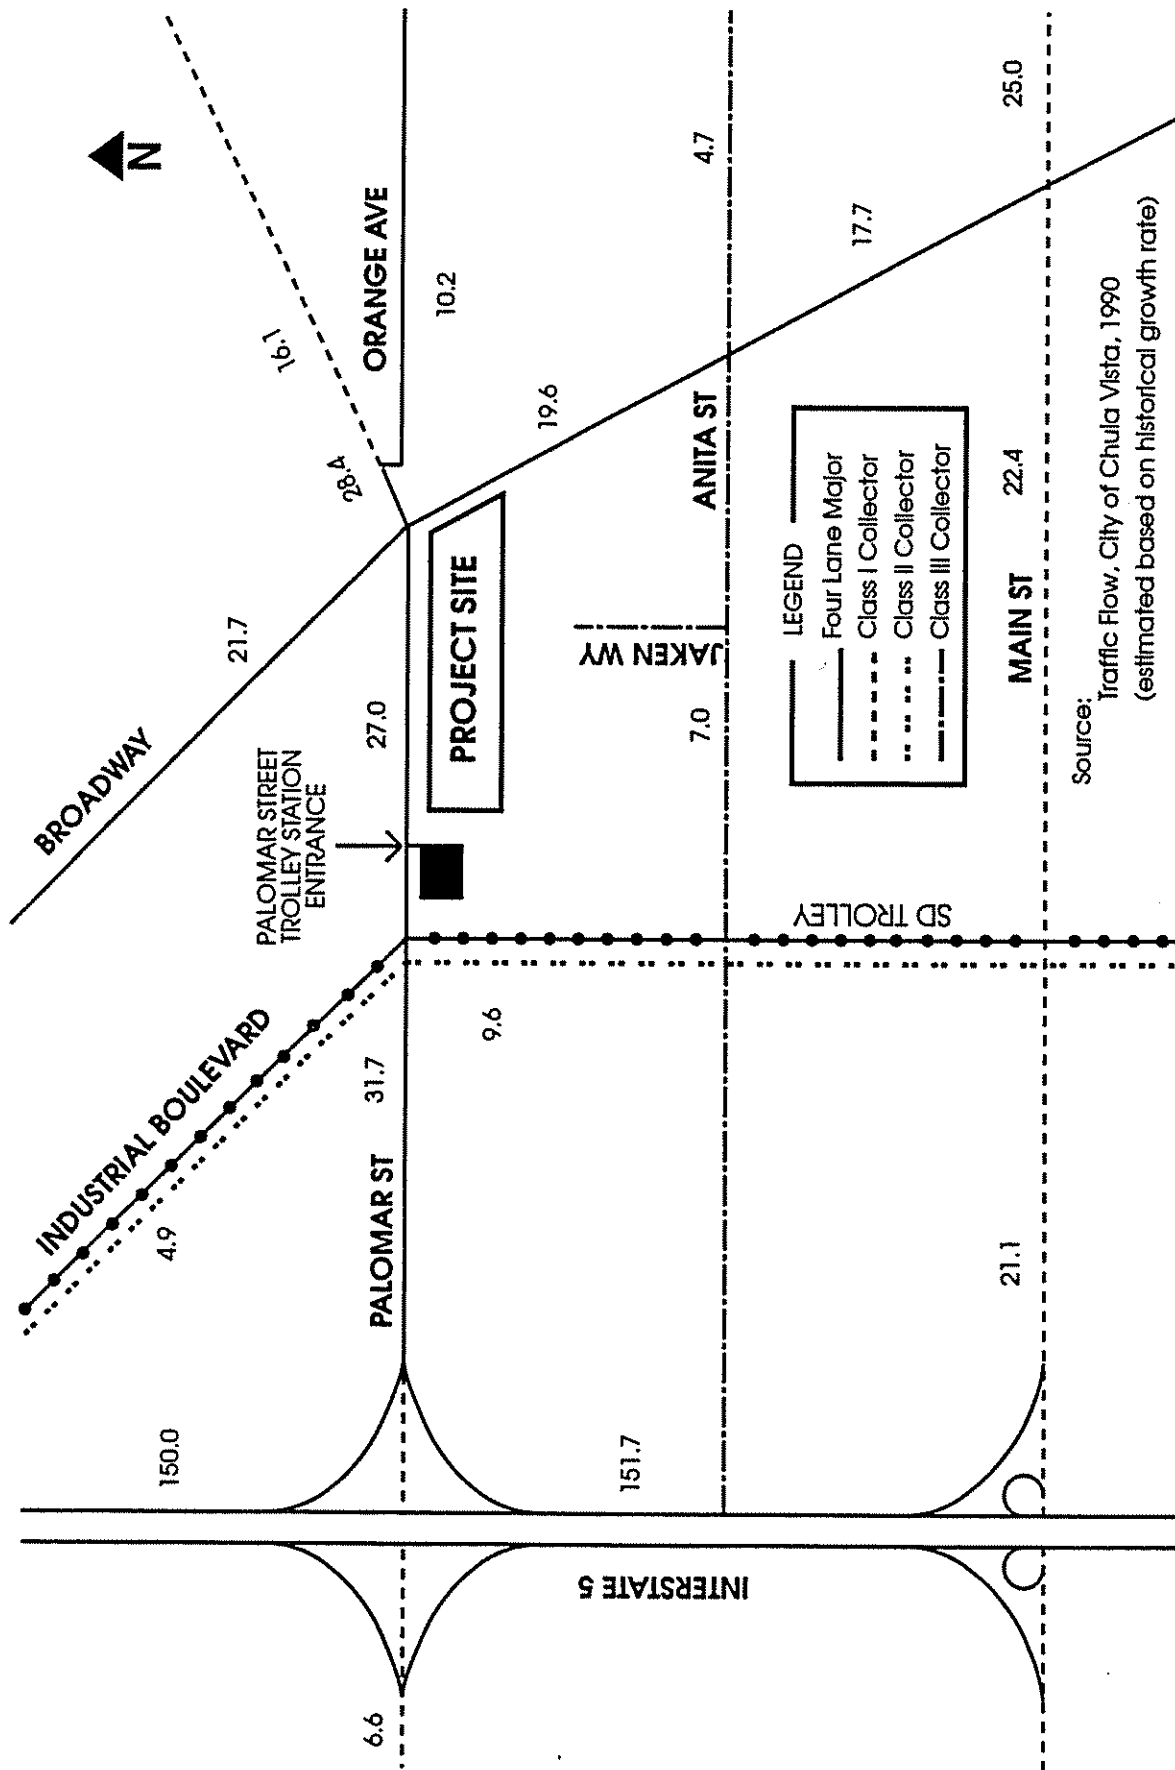 N
BROADWAY
21.7
16.1
28.4
ORANGE AVE
10.2
PALOMAR STREET
TROLLEY STATION
ENTRANCE
27.0
PROJECT SITE
19.6
INDUSTRIAL BOULEVARD
4.9
150.0
PALOMAR ST
31.7
6.6
9.6
JAKEN WY
ANITA ST
4.7
7.0
17.7
151.7
INTERSTATE 5
SD TROLLEY
LEGEND
Four Lane Major
Class I Collector
Class II Collector
Class III Collector
21.1
MAIN ST
22.4
25.0
Source:
Traffic Flow, City of Chula Vista, 1990
(estimated based on historical growth rate)